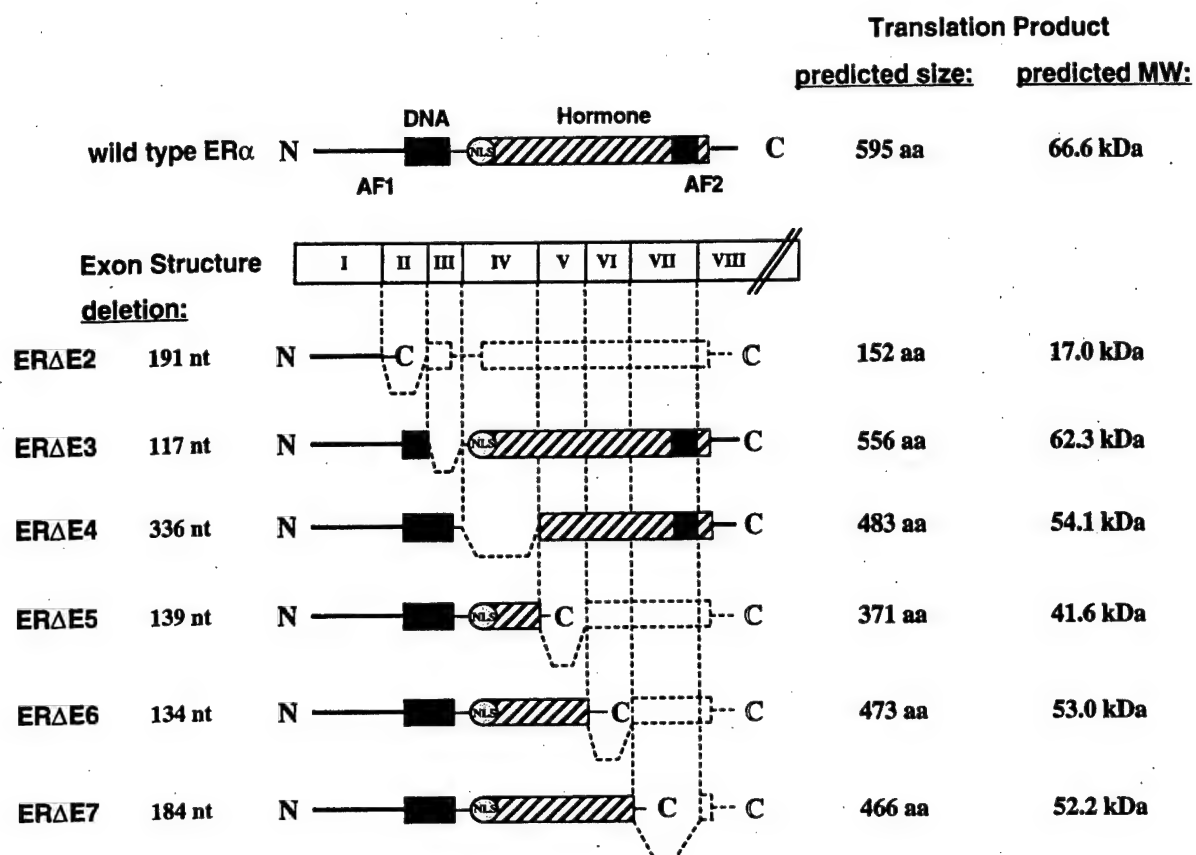 Translation Product
predicted size: predicted MW:
DNA Hormone
wild type ERα N NLS C 595 aa 66.6 kDa
AF1 AF2
Exon Structure I II III IV V VI VII VIII
deletion:
ERΔE2 191 nt N C C 152 aa 17.0 kDa
ERΔE3 117 nt N NLS C 556 aa 62.3 kDa
ERΔE4 336 nt N C 483 aa 54.1 kDa
ERΔE5 139 nt N NLS C C 371 aa 41.6 kDa
ERΔE6 134 nt N NLS C C 473 aa 53.0 kDa
ERΔE7 184 nt N NLS C C 466 aa 52.2 kDa